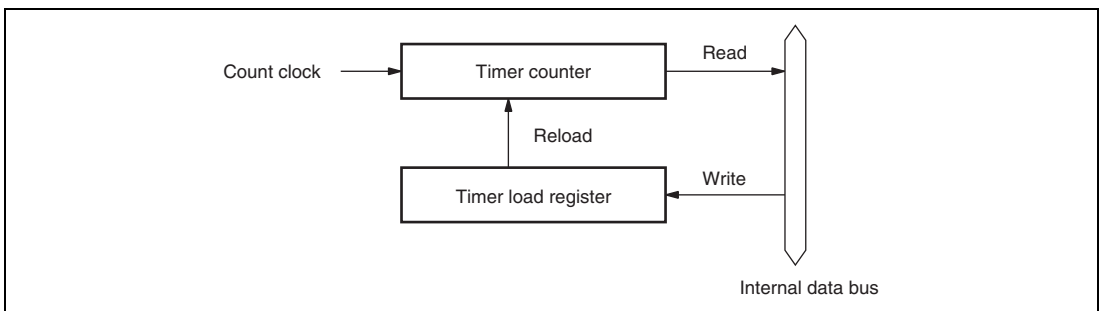 Read
Count clock
Timer counter
Reload
Write
Timer load register
Internal data bus